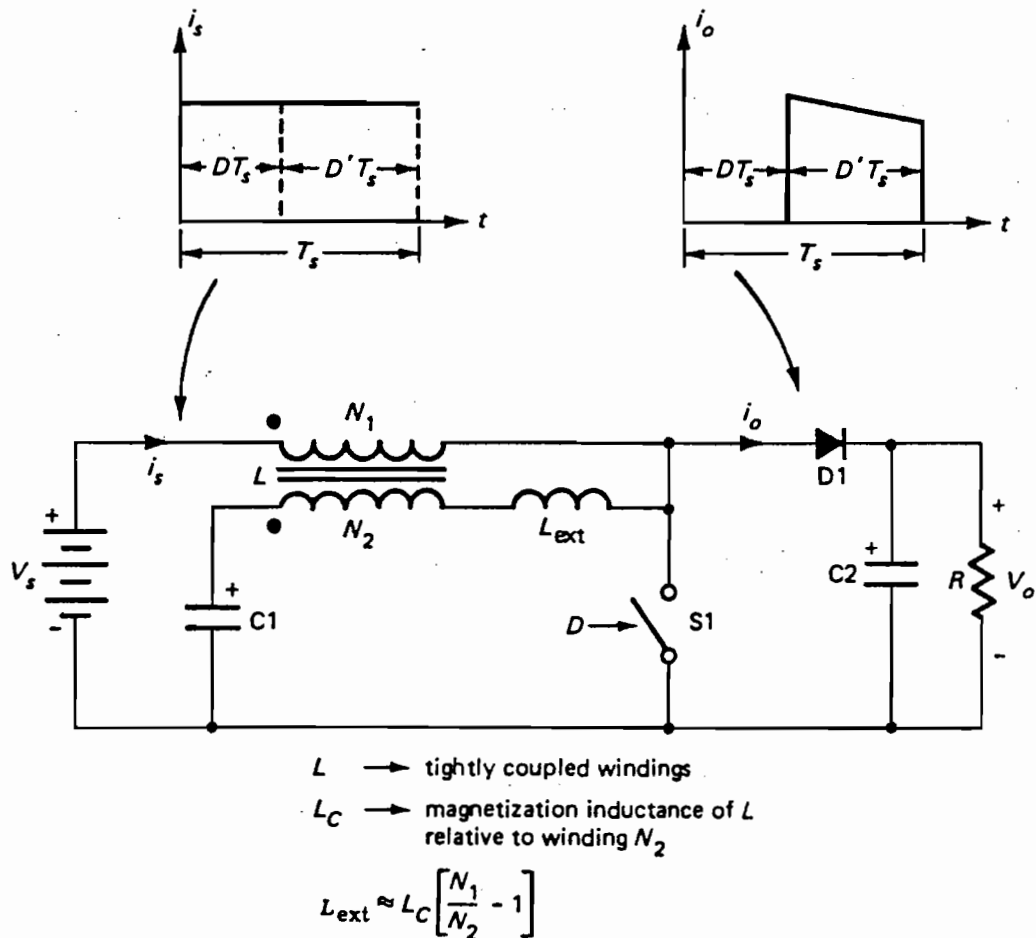 i_s
DT_s
D'T_s
t
T_s
i_o
DT_s
D'T_s
t
T_s
N_1
i_o
i_s
L
D1
N_2
L_ext
+
+
V_s
C2
R
V_o
+
C1
D
S1
+
-
-
L → tightly coupled windings
L_C → magnetization inductance of L
relative to winding N_2
L_ext ≈ L_C [N_1/N_2 - 1]